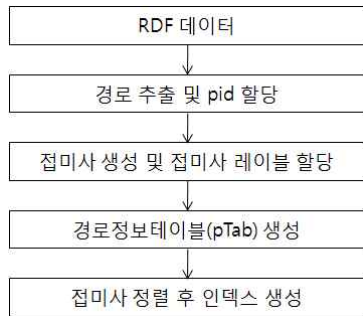 RDF 데이터
경로 추출 및 pid 할당
접미사 생성 및 접미사 레이블 할당
경로정보테이블(pTab) 생성
접미사 정렬 후 인덱스 생성